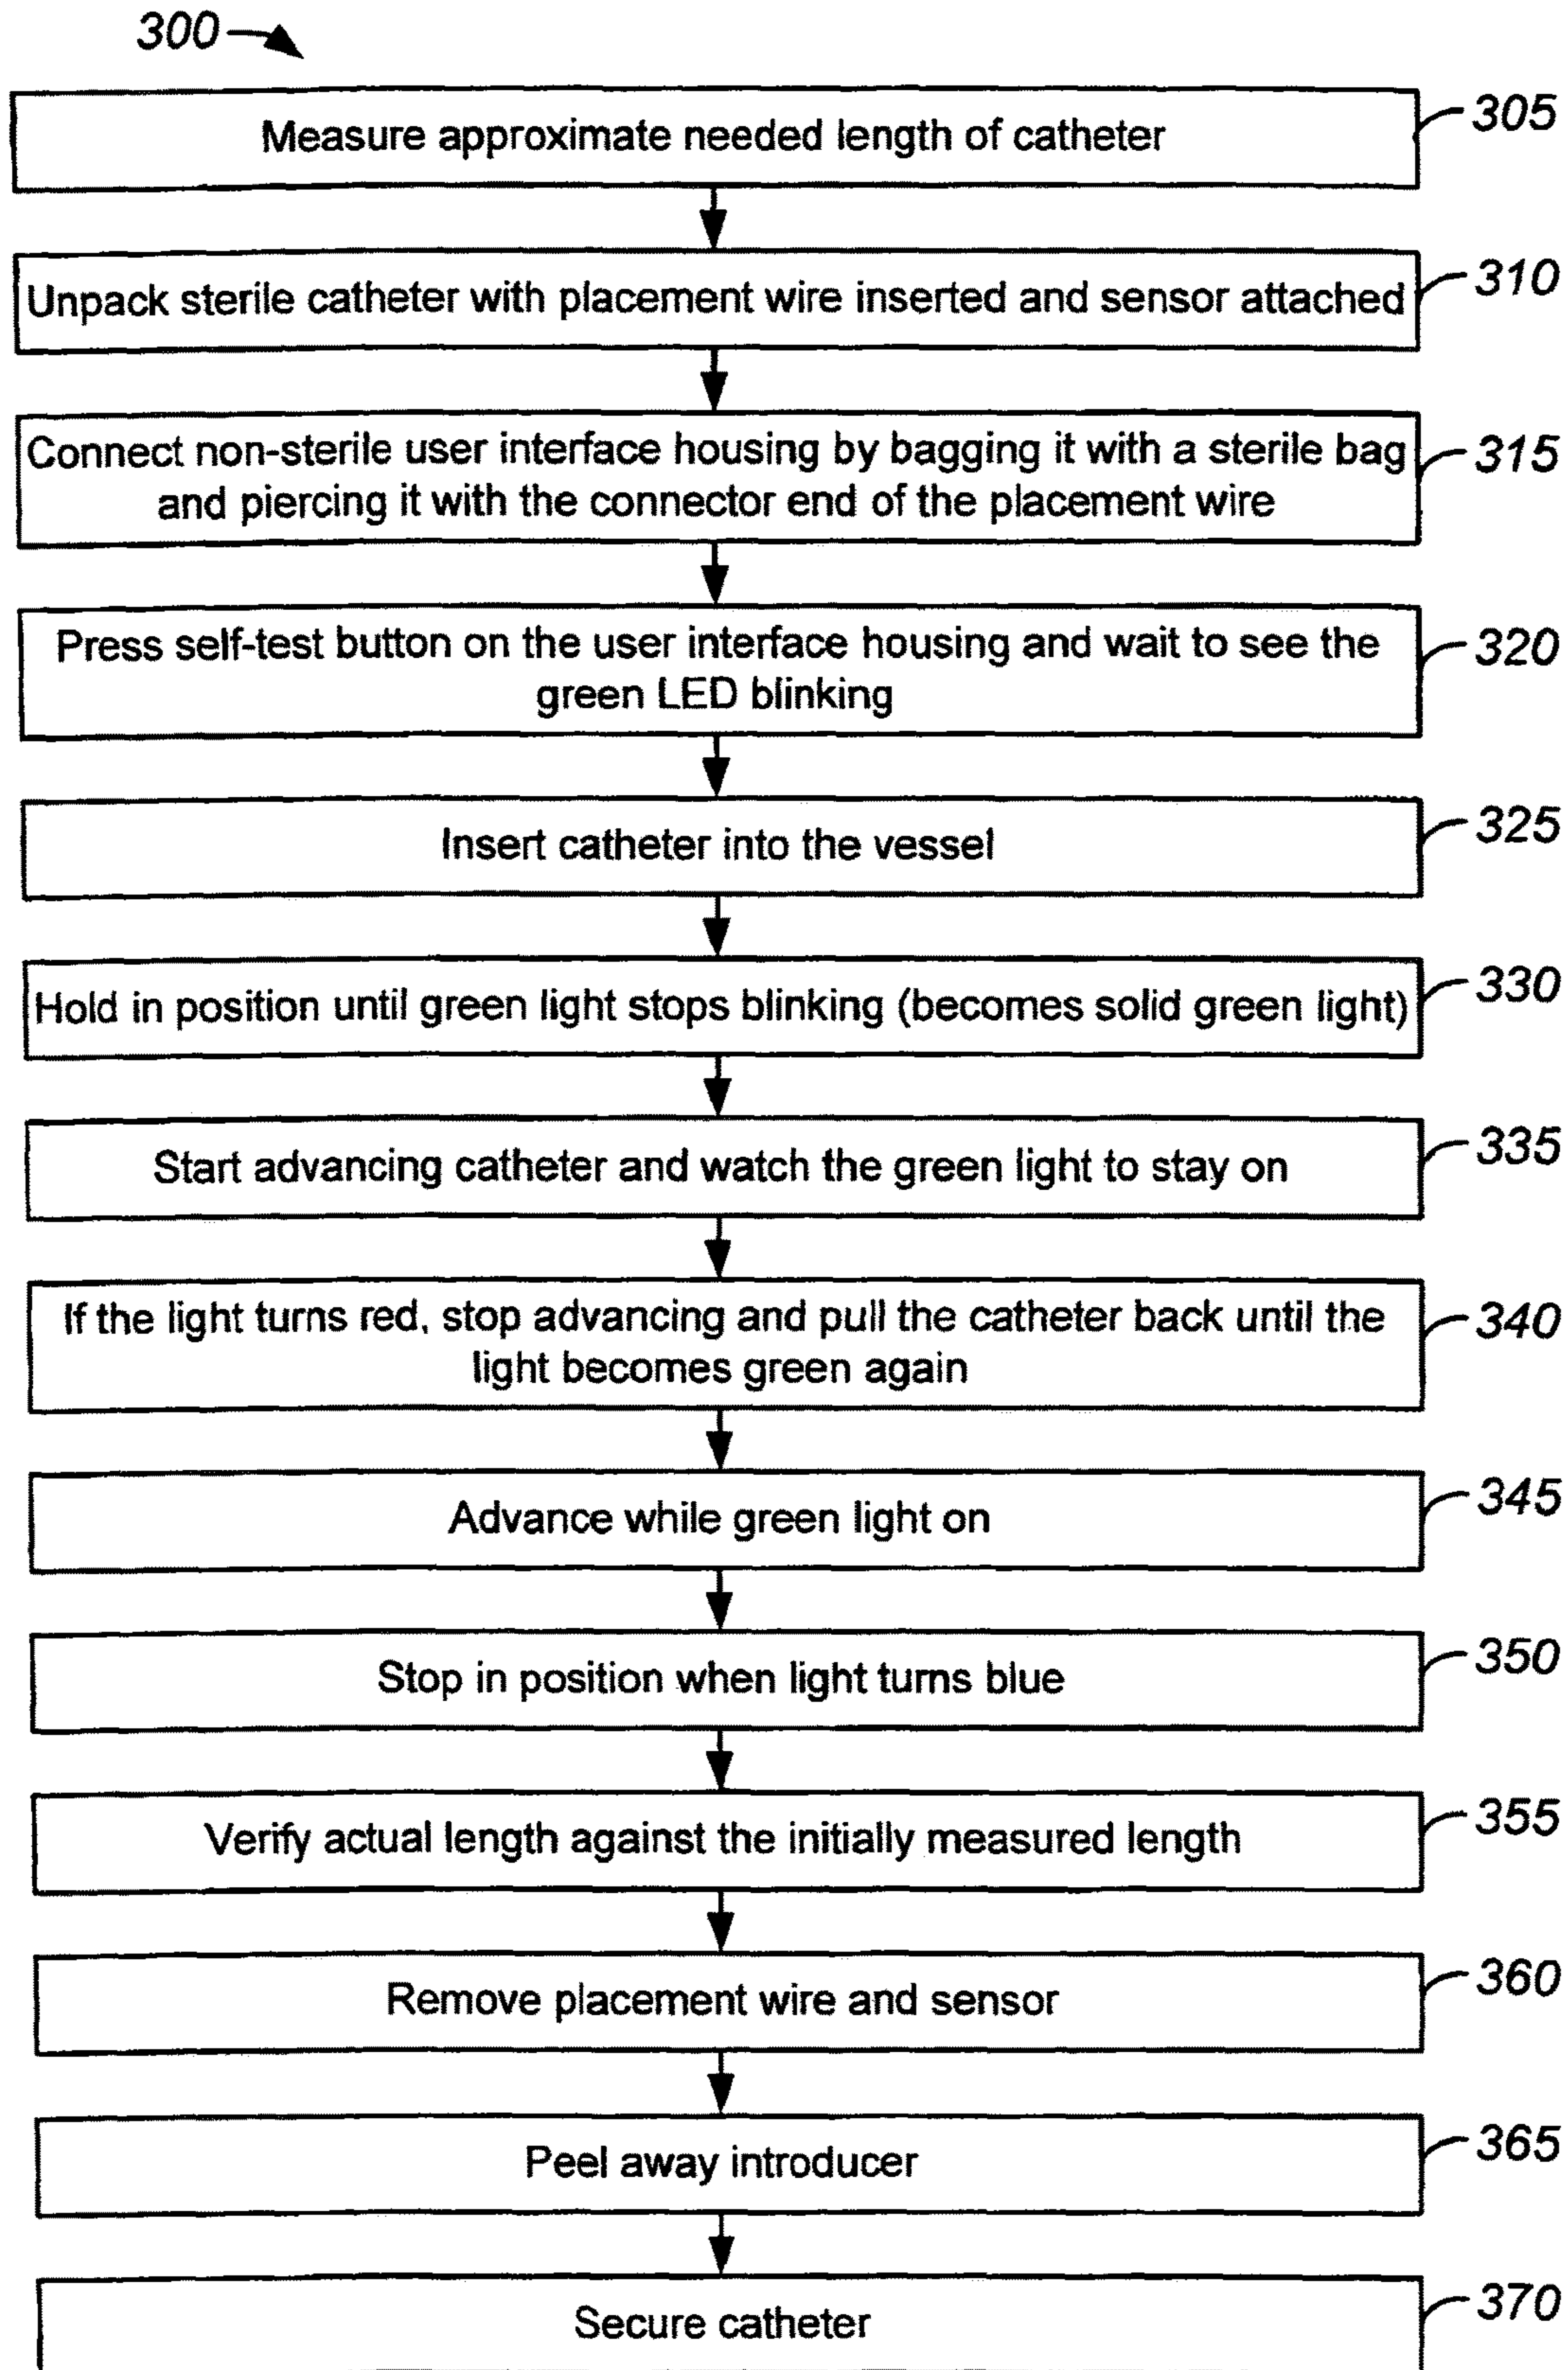 300
Measure approximate needed length of catheter
305
Unpack sterile catheter with placement wire inserted and sensor attached
310
Connect non-sterile user interface housing by bagging it with a sterile bag
and piercing it with the connector end of the placement wire
315
Press self-test button on the user interface housing and wait to see the
green LED blinking
320
Insert catheter into the vessel
325
Hold in position until green light stops blinking (becomes solid green light)
330
Start advancing catheter and watch the green light to stay on
335
If the light turns red, stop advancing and pull the catheter back until the
light becomes green again
340
Advance while green light on
345
Stop in position when light turns blue
350
Verify actual length against the initially measured length
355
Remove placement wire and sensor
360
Peel away introducer
365
Secure catheter
370